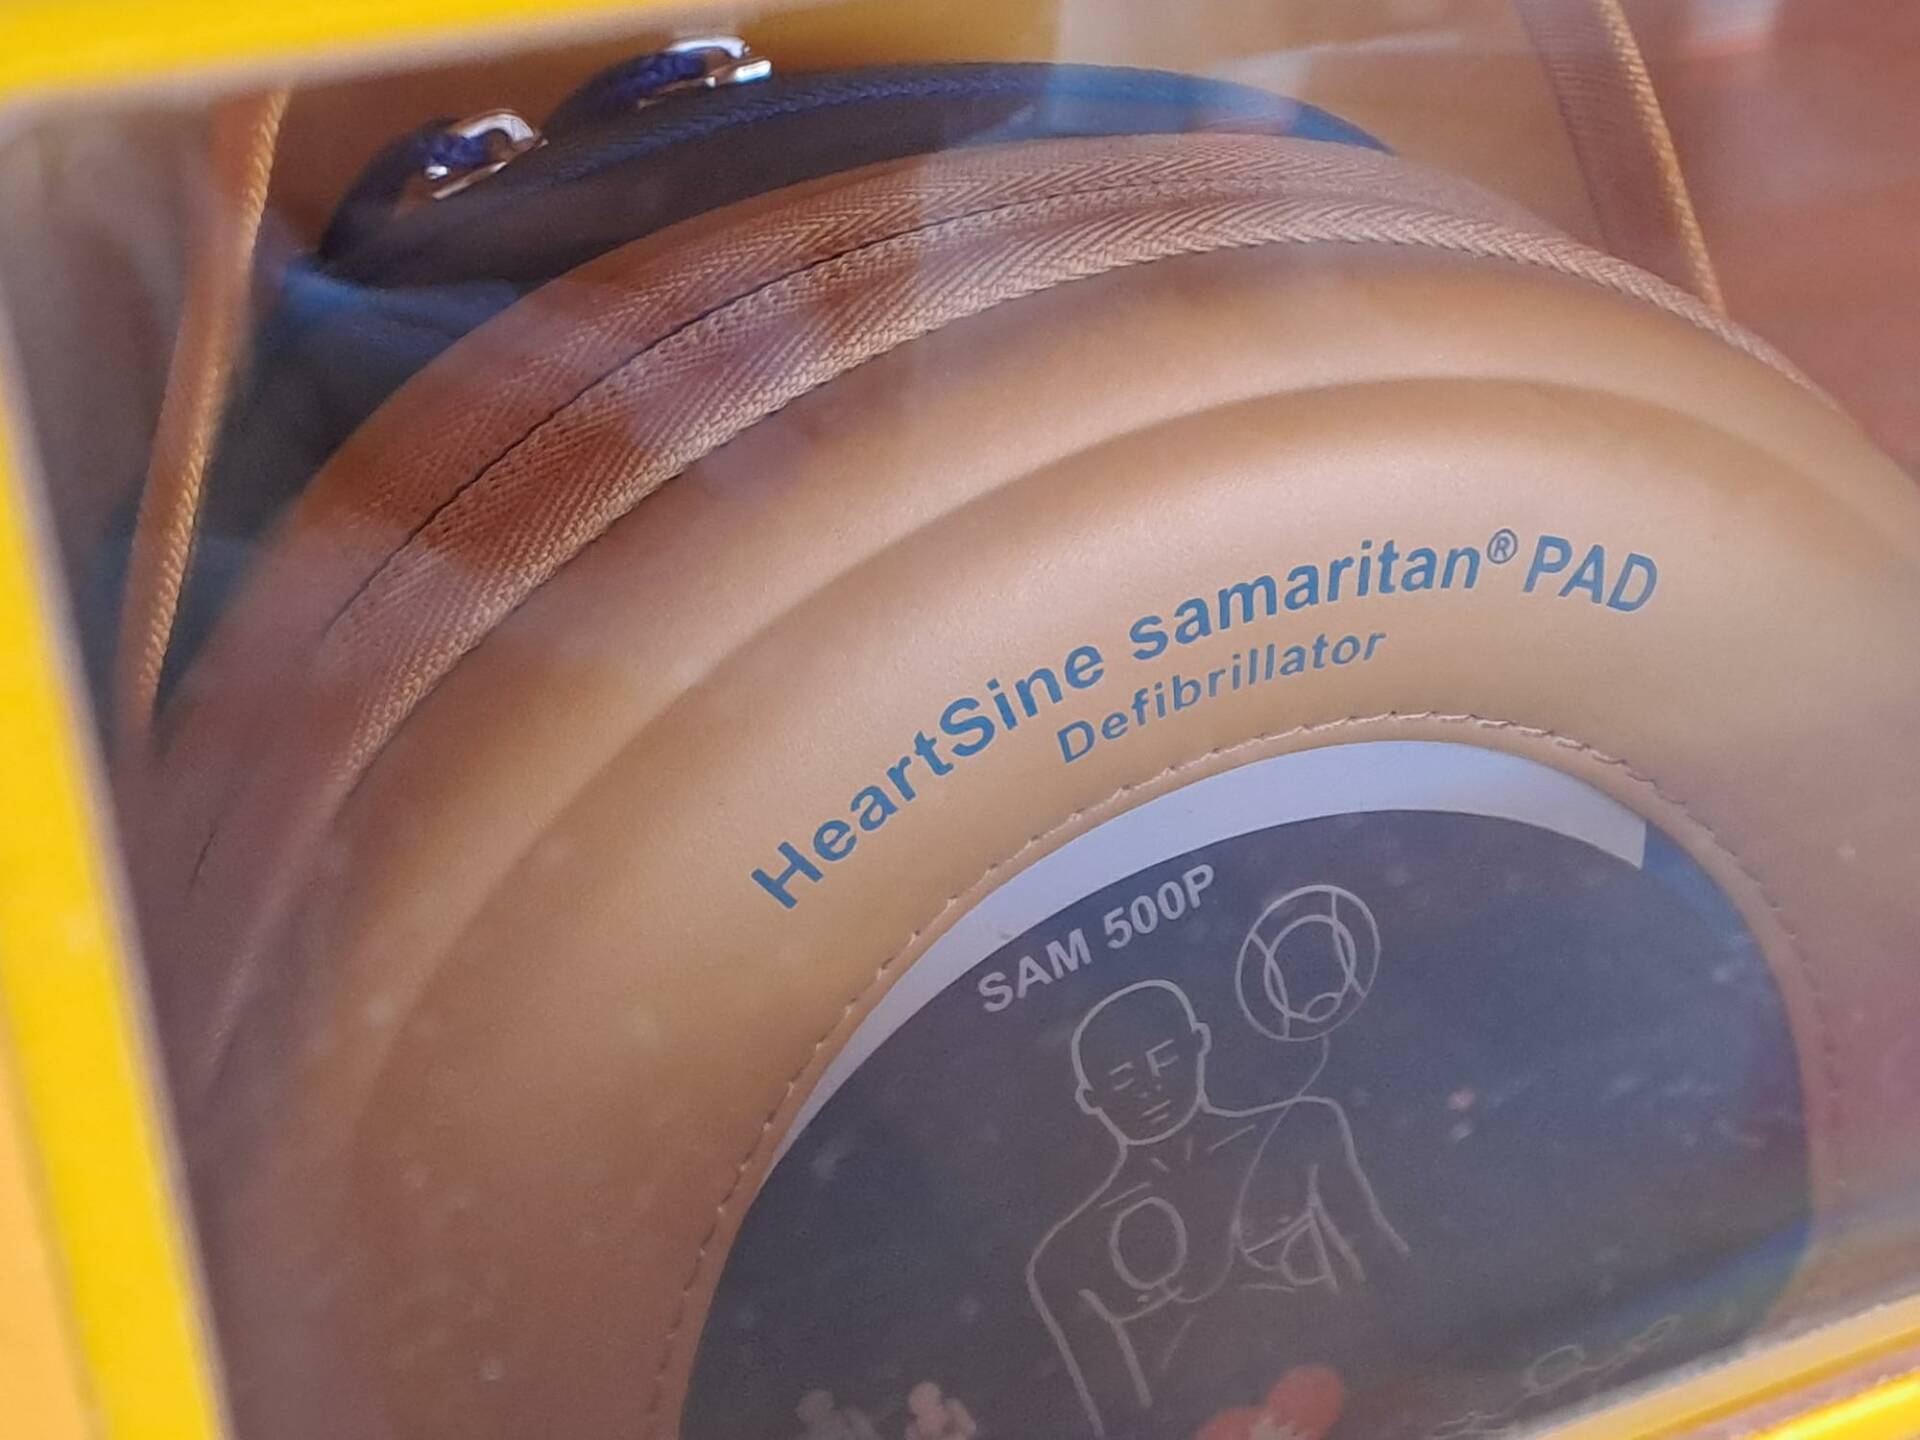 HeartSine samaritan® PAD
Defibrillator
SAM 500P